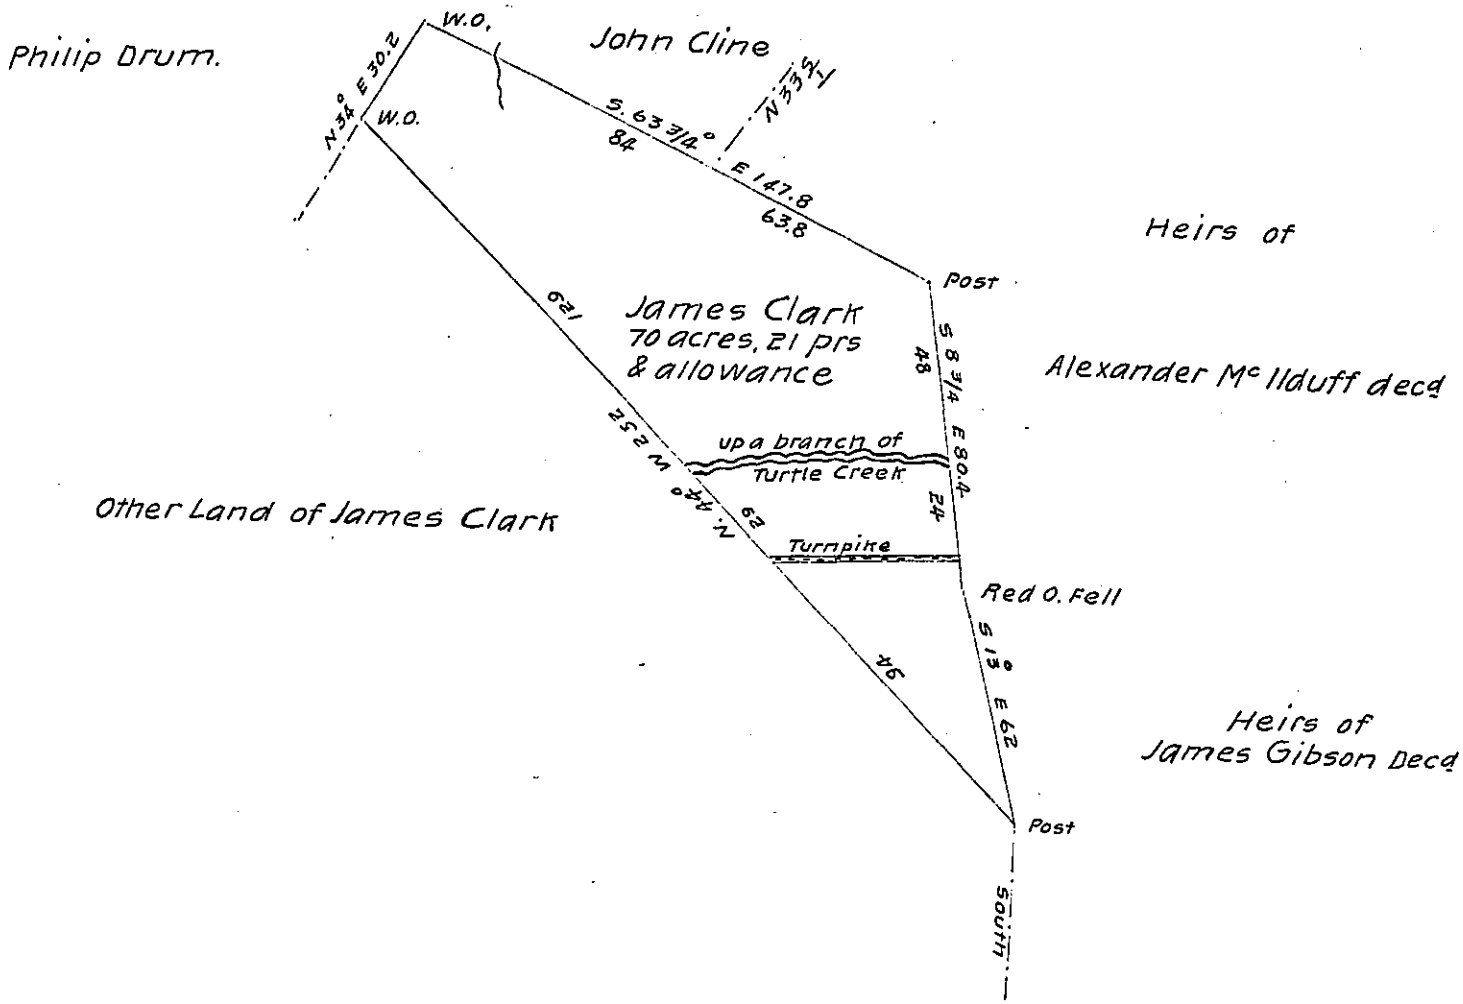 Philip Drum.
W.O.
John Cline
N 34° E 30.2
W.O.
N 33 1/2
S. 63 3/4° E 147.8
84
63.8
Heirs of
Alexander Mc Ilduff decd
Post
James Clark
70 acres, 21 prs
& allowance
129
S 8 3/4 E 80.4
48
N. 44° W 252
up a branch of
Turtle Creek
24
Other Land of James Clark
29
Turnpike
Red O. Fell
S 13° E 62
94
Heirs of
James Gibson Decd
Post
South